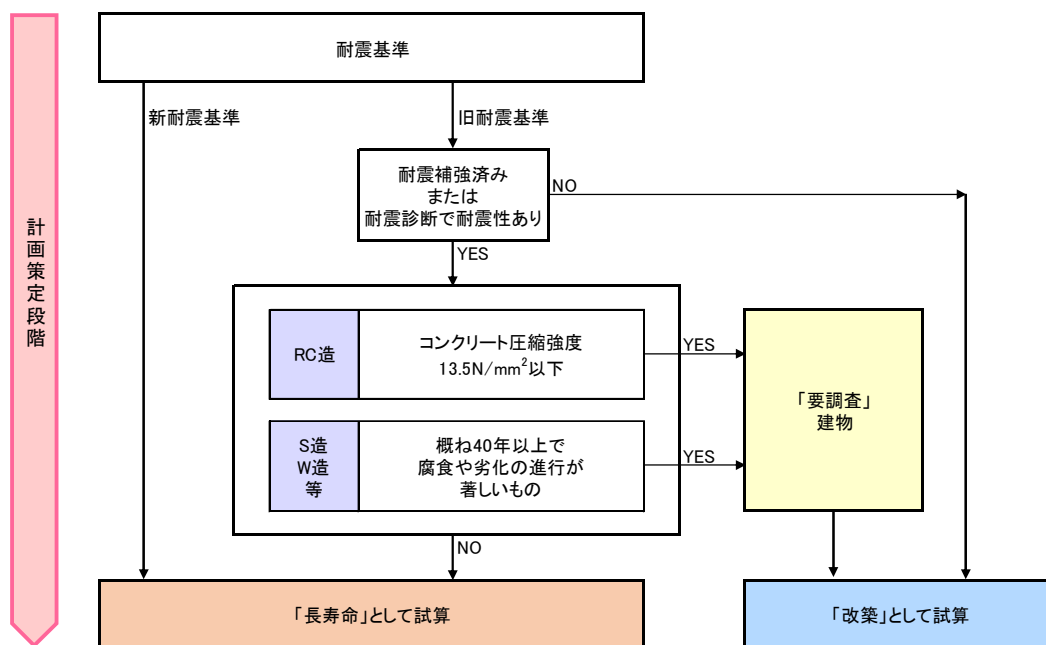 計画策定段階
耐震基準
新耐震基準
旧耐震基準
耐震補強済み
または
耐震診断で耐震性あり
NO
YES
RC造
コンクリート圧縮強度
13.5N/mm²以下
YES
S造
W造
等
概ね40年以上で
腐食や劣化の進行が
著しいもの
YES
「要調査」
建物
NO
「長寿命」として試算
「改築」として試算